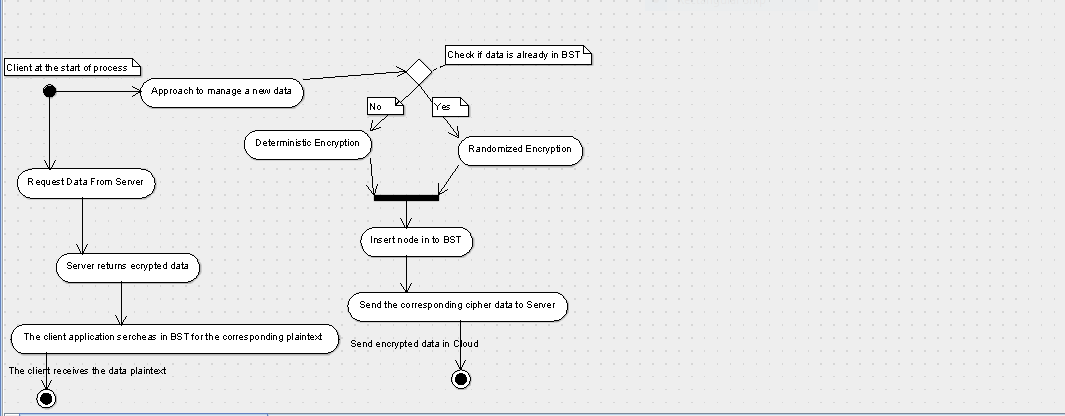 Check if data is already in BST
Client at the start of process
Approach to manage a new data
No
Yes
Deterministic Encryption
Randomized Encryption
Request Data From Server
Insert node in to BST
Server returns ecrypted data
Send the corresponding cipher data to Server
The client application sercheas in BST for the corresponding plaintext
Send encrypted data in Cloud
The client receives the data plaintext